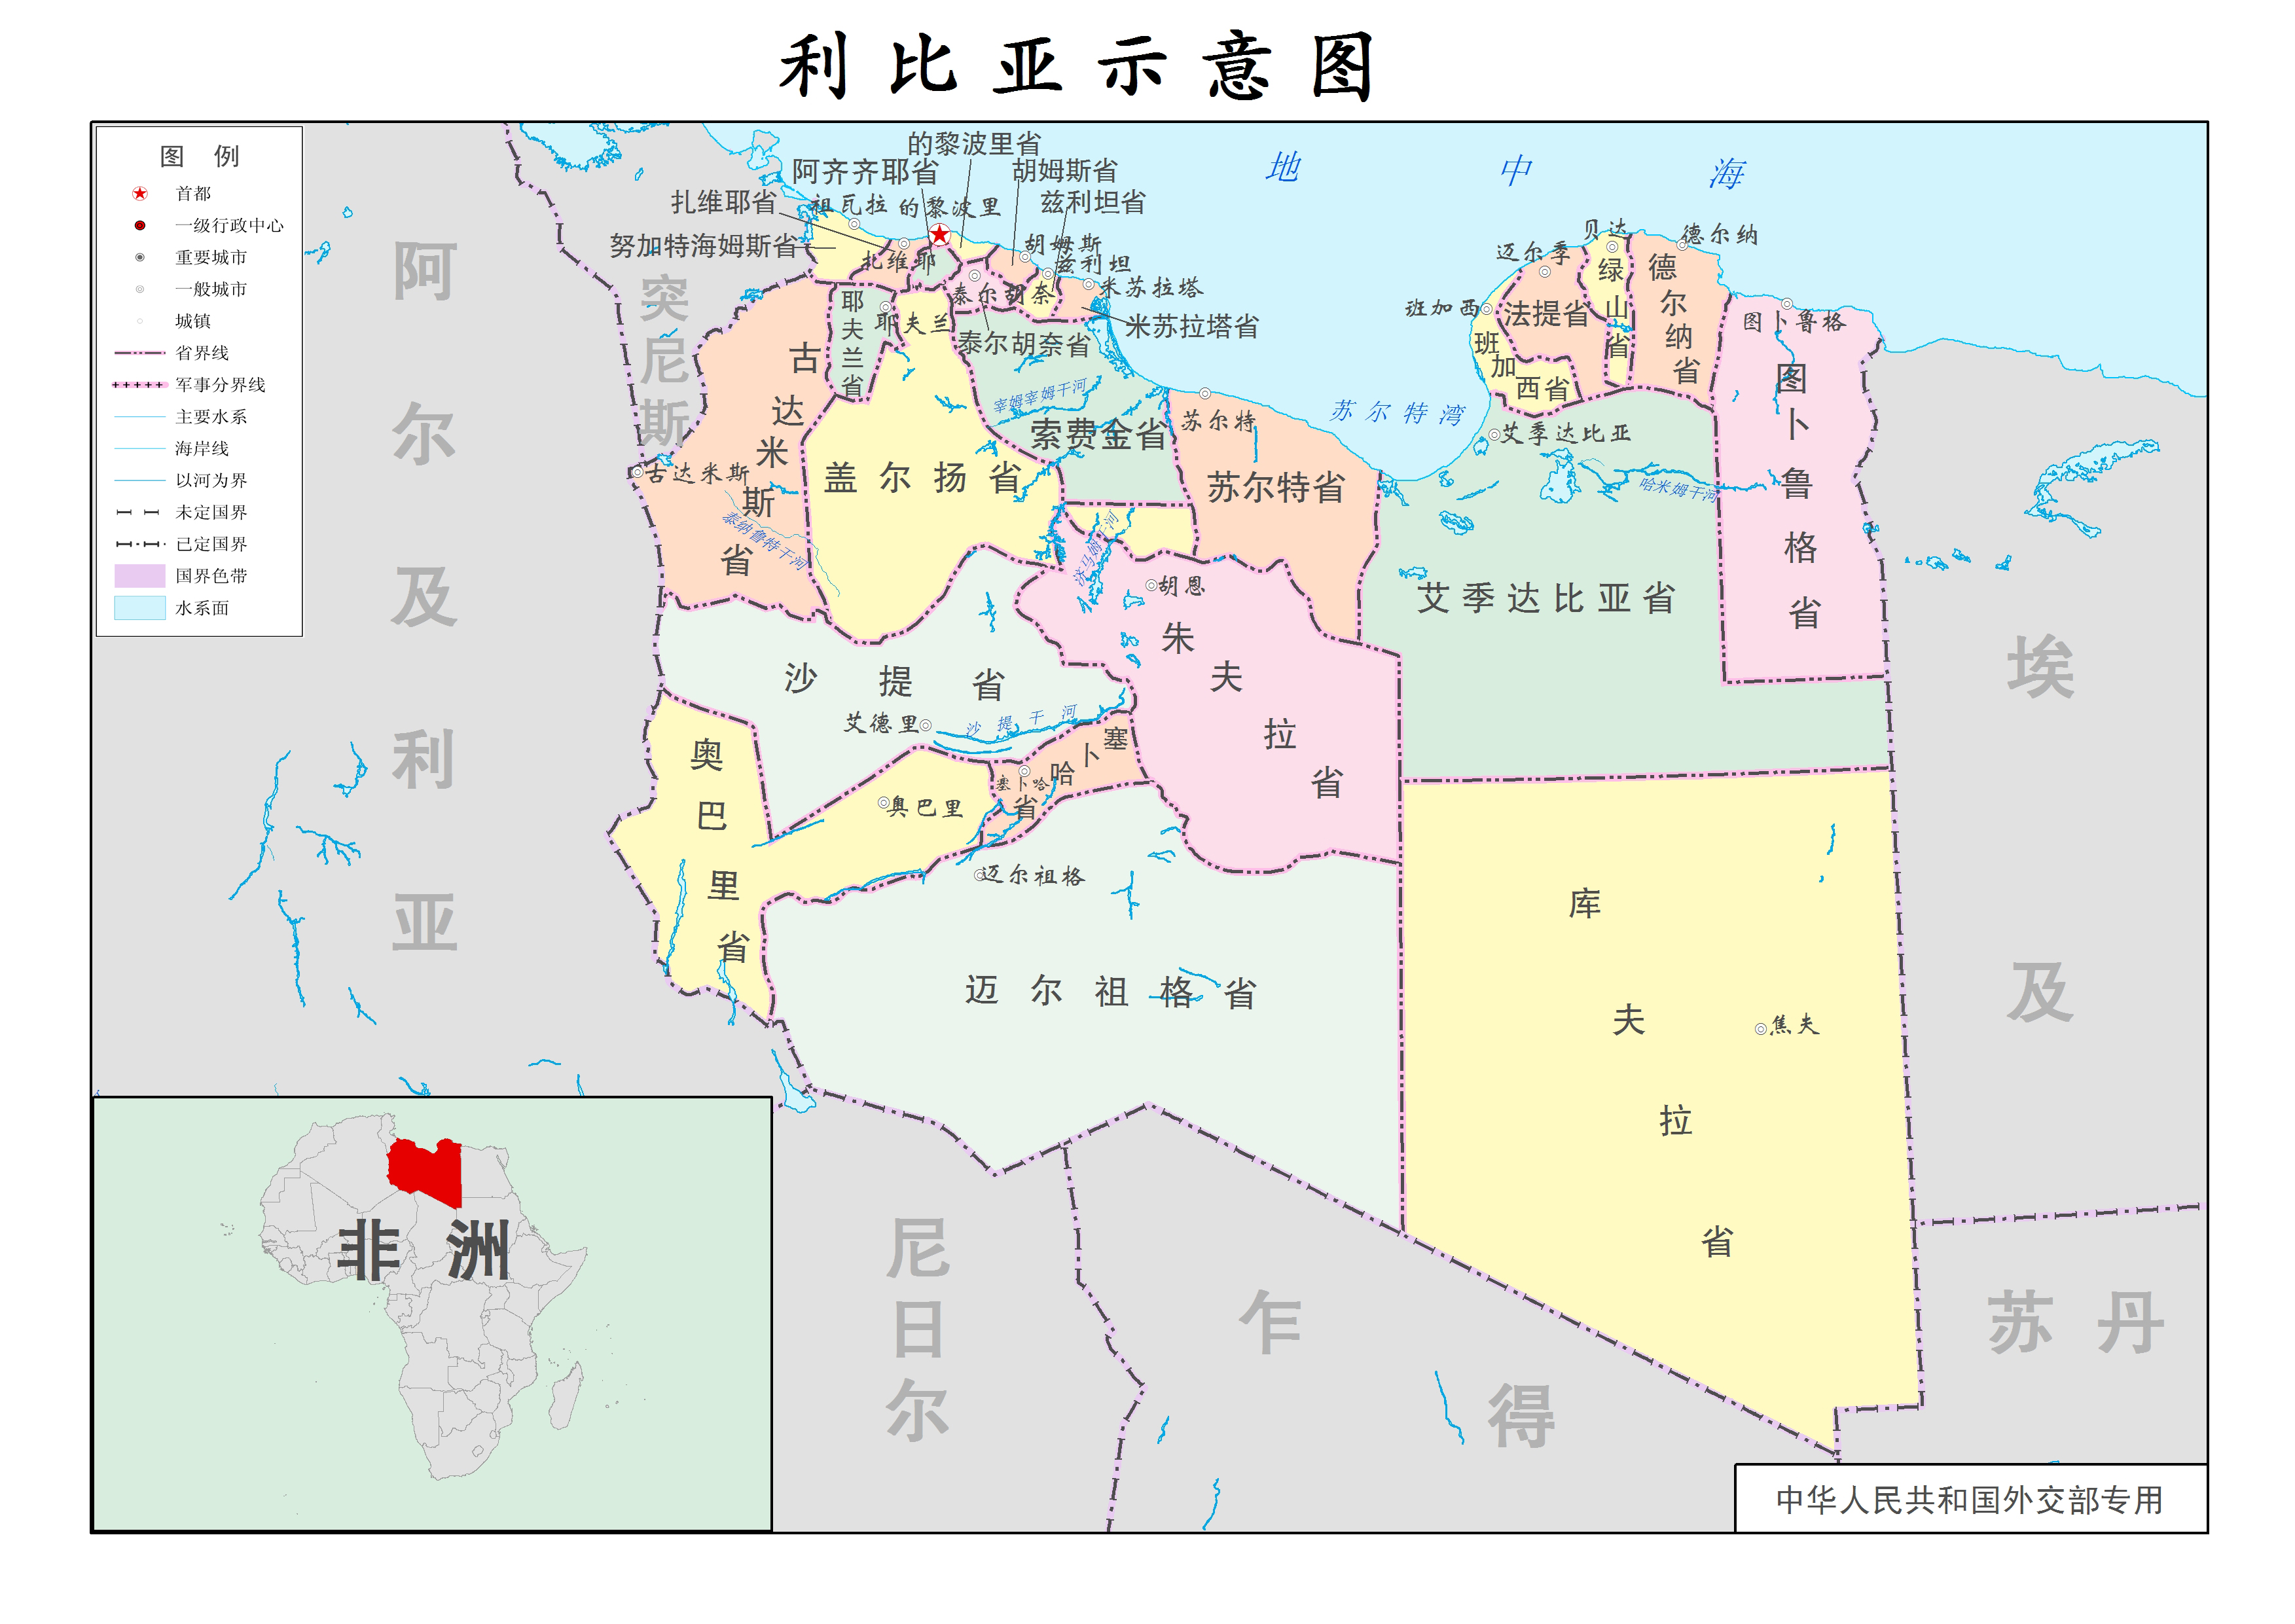 利比亚示意图
图 例
首都
一级行政中心
重要城市
一般城市
城镇
省界线
军事分界线
主要水系
海岸线
以河为界
未定国界
已定国界
国界色带
水系面
地中海
的黎波里省
阿齐齐耶省
胡姆斯省
扎维耶省
兹利坦省
祖瓦拉
的黎波里
努加特海姆斯省
胡姆斯
兹利坦
扎维耶
泰尔胡奈
米苏拉塔
米苏拉塔省
耶夫兰省
耶夫兰
泰尔胡奈省
贝达
德尔纳
迈尔季
绿山省
德尔纳省
班加西
法提省
班加西省
图卜鲁格
图卜鲁格省
阿尔及利亚
突尼斯
古达米斯省
古达米斯
泰纳鲁特干河
盖尔扬省
宰姆宰姆干河
索费金省
苏尔特
苏尔特湾
苏尔特省
艾季达比亚
哈米姆干河
艾季达比亚省
济马姆干河
胡恩
朱夫拉省
沙提省
艾德里
沙提干河
塞卜哈省
塞卜哈
奥巴里省
奥巴里
迈尔祖格
迈尔祖格省
库夫拉省
焦夫
埃及
尼日尔
乍得
苏丹
非洲
中华人民共和国外交部专用